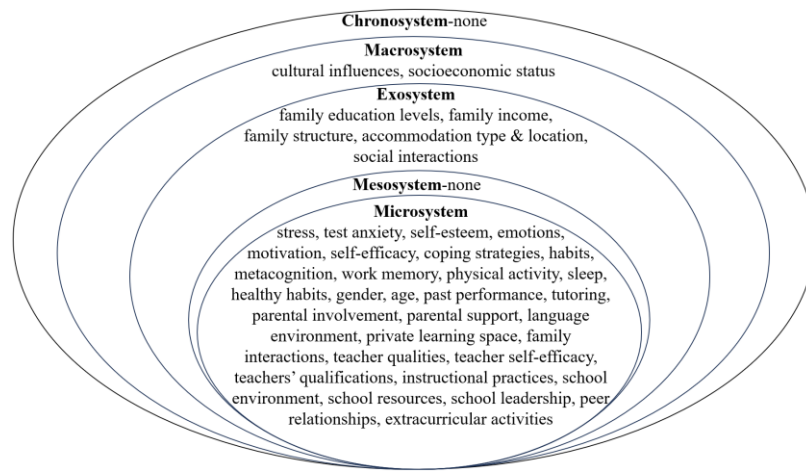 Chronosystem-none
Macrosystem
cultural influences, socioeconomic status
Exosystem
family education levels, family income,
family structure, accommodation type & location,
social interactions
Mesosystem-none
Microsystem
stress, test anxiety, self-esteem, emotions,
motivation, self-efficacy, coping strategies, habits,
metacognition, work memory, physical activity, sleep,
healthy habits, gender, age, past performance, tutoring,
parental involvement, parental support, language
environment, private learning space, family
interactions, teacher qualities, teacher self-efficacy,
teachers’ qualifications, instructional practices, school
environment, school resources, school leadership, peer
relationships, extracurricular activities